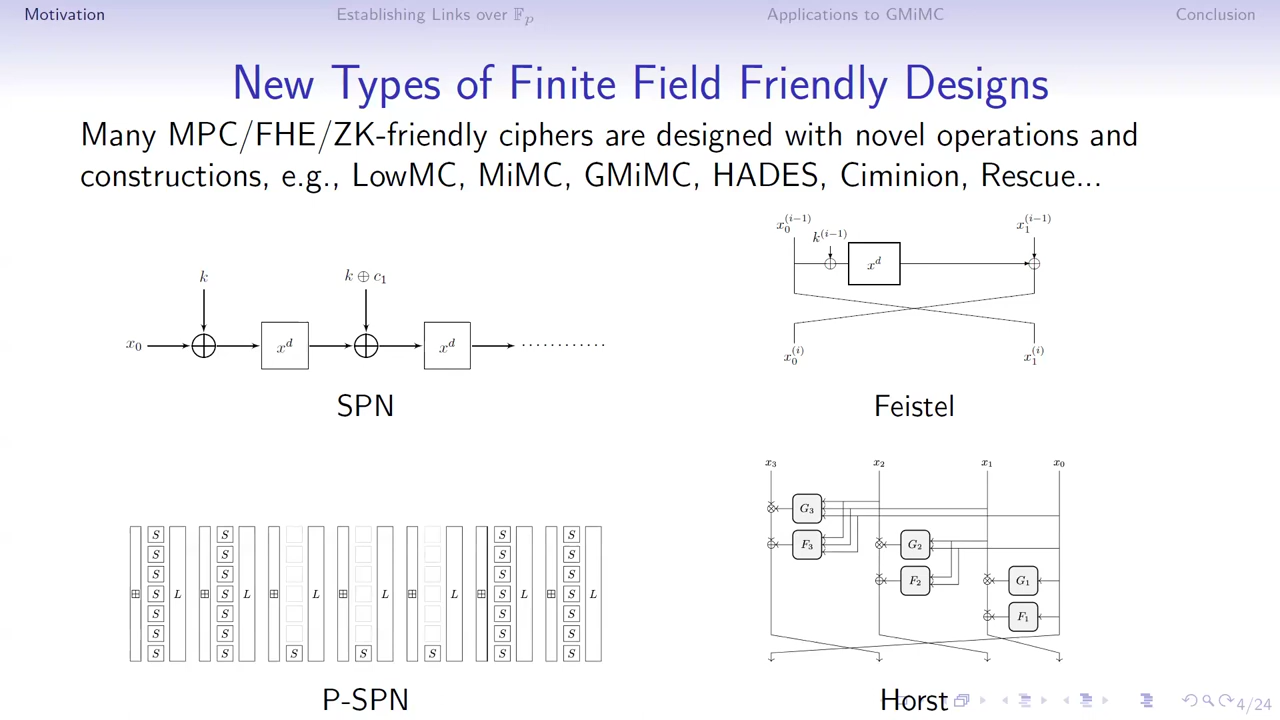 Motivation
Establishing Links over 𝔽p
Applications to GMiMC
Conclusion
New Types of Finite Field Friendly Designs
Many MPC/FHE/ZK-friendly ciphers are designed with novel operations and
constructions, e.g., LowMC, MiMC, GMiMC, HADES, Ciminion, Rescue...
k
k ⊕ c₁
x₀
x^d
x^d
............
SPN
x₀^(i−1)
x₁^(i−1)
k^(i−1)
x^d
x₀^(i)
x₁^(i)
Feistel
S S S S
S S S S
S S S S
⊞ S L ⊞ S L ⊞ L ⊞ L ⊞ L ⊞ S L ⊞ S L
S S S S
S S S S
S S S S S S S
P-SPN
x₃ x₂ x₁ x₀
G₃
F₃ G₂
F₂ G₁
F₁
Horst
4/24